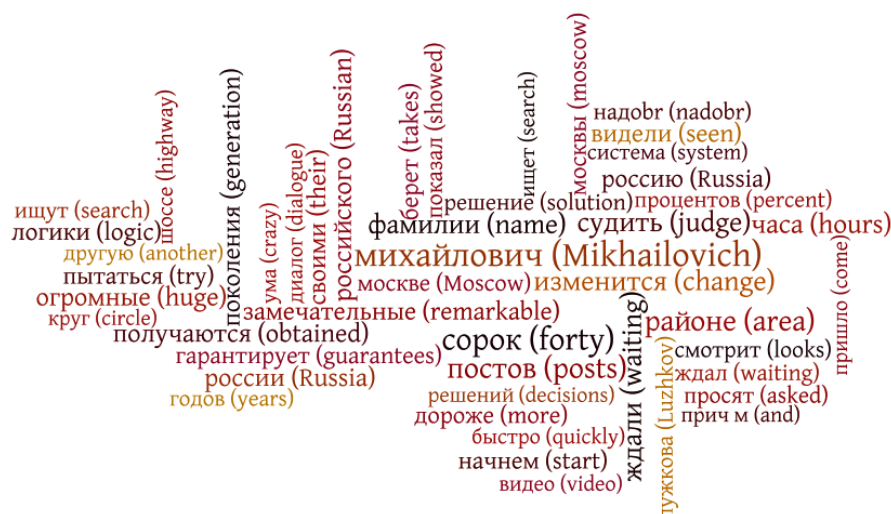 ищут (search)
логики (logic)
другую (another)
пытаться (try)
огромные (huge)
круг (circle)
получаются (obtained)
гарантирует (guarantees)
россии (Russia)
годов (years)
шоссе (highway)
поколения (generation)
ума (crazy)
диалог (dialogue)
своими (their)
российского (Russian)
замечательные (remarkable)
берет (takes)
показал (showed)
ищет (search)
москвы (moscow)
решение (solution)
фамилии (name)
михайлович (Mikhailovich)
москве (Moscow)
изменится (change)
сорок (forty)
постов (posts)
решений (decisions)
дороже (more)
быстро (quickly)
начнем (start)
видео (video)
надобr (nadobr)
видели (seen)
система (system)
россию (Russia)
процентов (percent)
судить (judge)
часа (hours)
районе (area)
ждали (waiting)
лужкова (Luzhkov)
смотрит (looks)
ждал (waiting)
просят (asked)
прич м (and)
пришло (come)